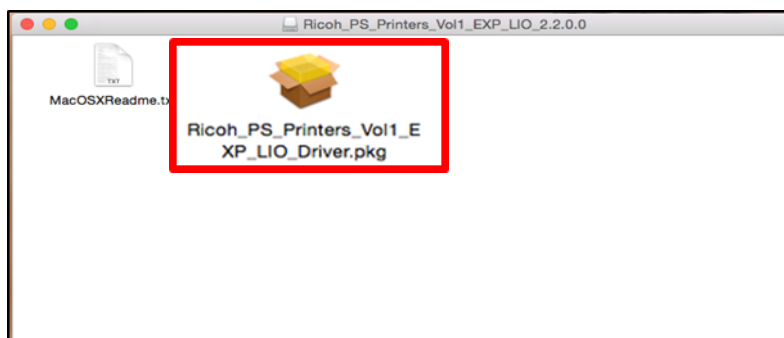 Ricoh_PS_Printers_Vol1_EXP_LIO_2.2.0.0
TXT
MacOSXReadme.tx
Ricoh_PS_Printers_Vol1_E
XP_LIO_Driver.pkg